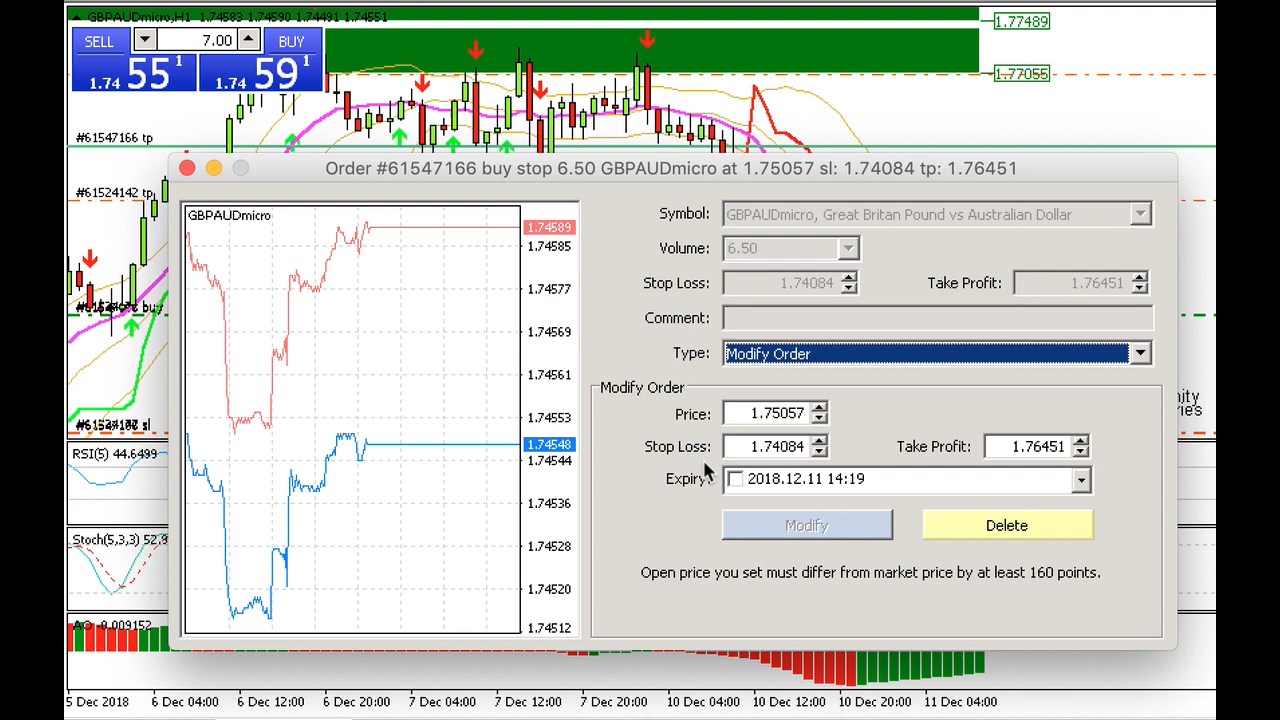 GBPAUDmicro,H1 1.74583 1.74590 1.74491 1.74551
1.77489
SELL 7.00 BUY
1.74 55 1 1.74 59 1
1.77055
#61547166 tp
Order #61547166 buy stop 6.50 GBPAUDmicro at 1.75057 sl: 1.74084 tp: 1.76451
#61524142 tp
GBPAUDmicro
1.74589
1.74585
1.74577
1.74569
1.74561
1.74553
1.74548
1.74544
1.74536
1.74528
1.74520
1.74512
Symbol: GBPAUDmicro, Great Britan Pound vs Australian Dollar
Volume: 6.50
Stop Loss: 1.74084 Take Profit: 1.76451
Comment:
Type: Modify Order
Modify Order
Price: 1.75057
Stop Loss: 1.74084 Take Profit: 1.76451
Expiry: 2018.12.11 14:19
Modify Delete
Open price you set must differ from market price by at least 160 points.
buy
sl
RSI(5) 44.6499
Stoch(5,3,3) 52.9
AO -0.009152
5 Dec 2018 6 Dec 04:00 6 Dec 12:00 6 Dec 20:00 7 Dec 04:00 7 Dec 12:00 7 Dec 20:00 10 Dec 04:00 10 Dec 12:00 10 Dec 20:00 11 Dec 04:00